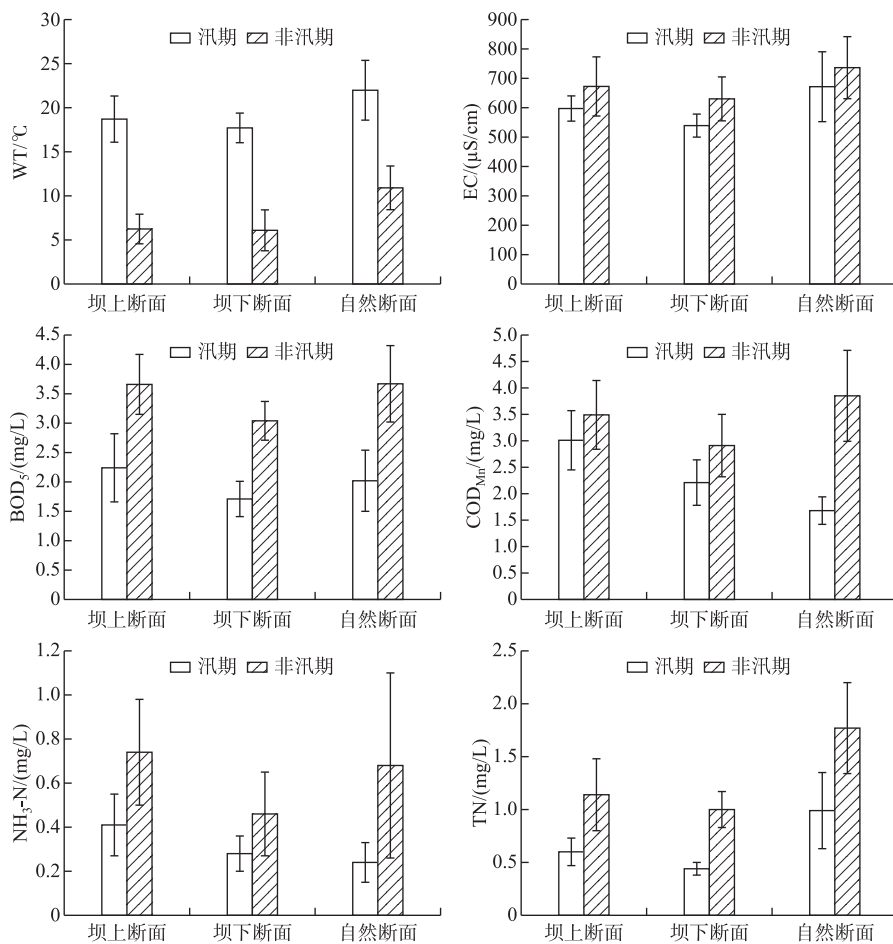 30
25
20
15
10
5
0
WT/℃
汛期 非汛期
坝上断面 坝下断面 自然断面
900
800
700
600
500
400
300
200
100
0
EC/(μS/cm)
汛期 非汛期
坝上断面 坝下断面 自然断面
4.5
4.0
3.5
3.0
2.5
2.0
1.5
1.0
0.5
0
BOD₅/(mg/L)
汛期 非汛期
坝上断面 坝下断面 自然断面
5.0
4.5
4.0
3.5
3.0
2.5
2.0
1.5
1.0
0.5
0
COD_Mn/(mg/L)
汛期 非汛期
坝上断面 坝下断面 自然断面
1.2
1.0
0.8
0.6
0.4
0.2
0
NH₃-N/(mg/L)
汛期 非汛期
坝上断面 坝下断面 自然断面
2.5
2.0
1.5
1.0
0.5
0
TN/(mg/L)
汛期 非汛期
坝上断面 坝下断面 自然断面